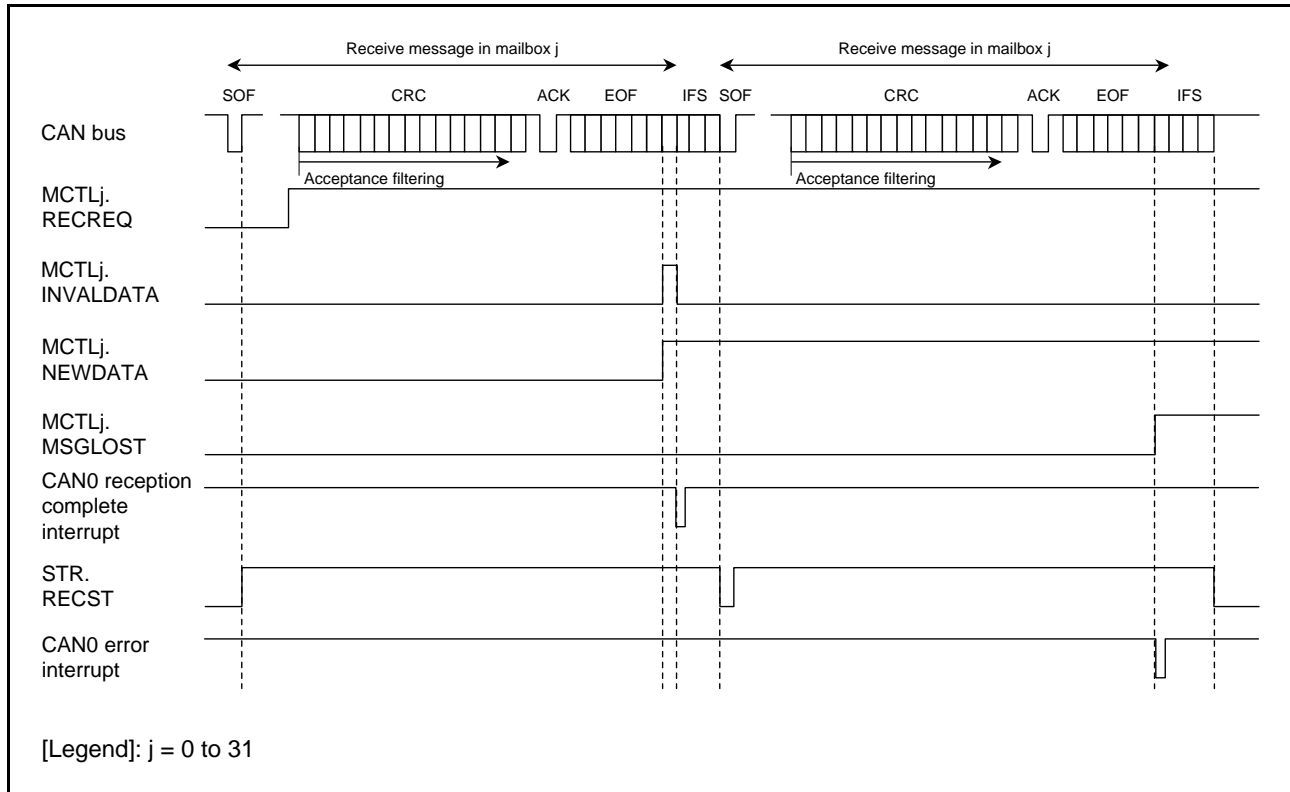 Receive message in mailbox j Receive message in mailbox j
SOF CRC ACK EOF IFS SOF CRC ACK EOF IFS
CAN bus
Acceptance filtering Acceptance filtering
MCTLj.
RECREQ
MCTLj.
INVALDATA
MCTLj.
NEWDATA
MCTLj.
MSGLOST
CAN0 reception
complete
interrupt
STR.
RECST
CAN0 error
interrupt
[Legend]: j = 0 to 31